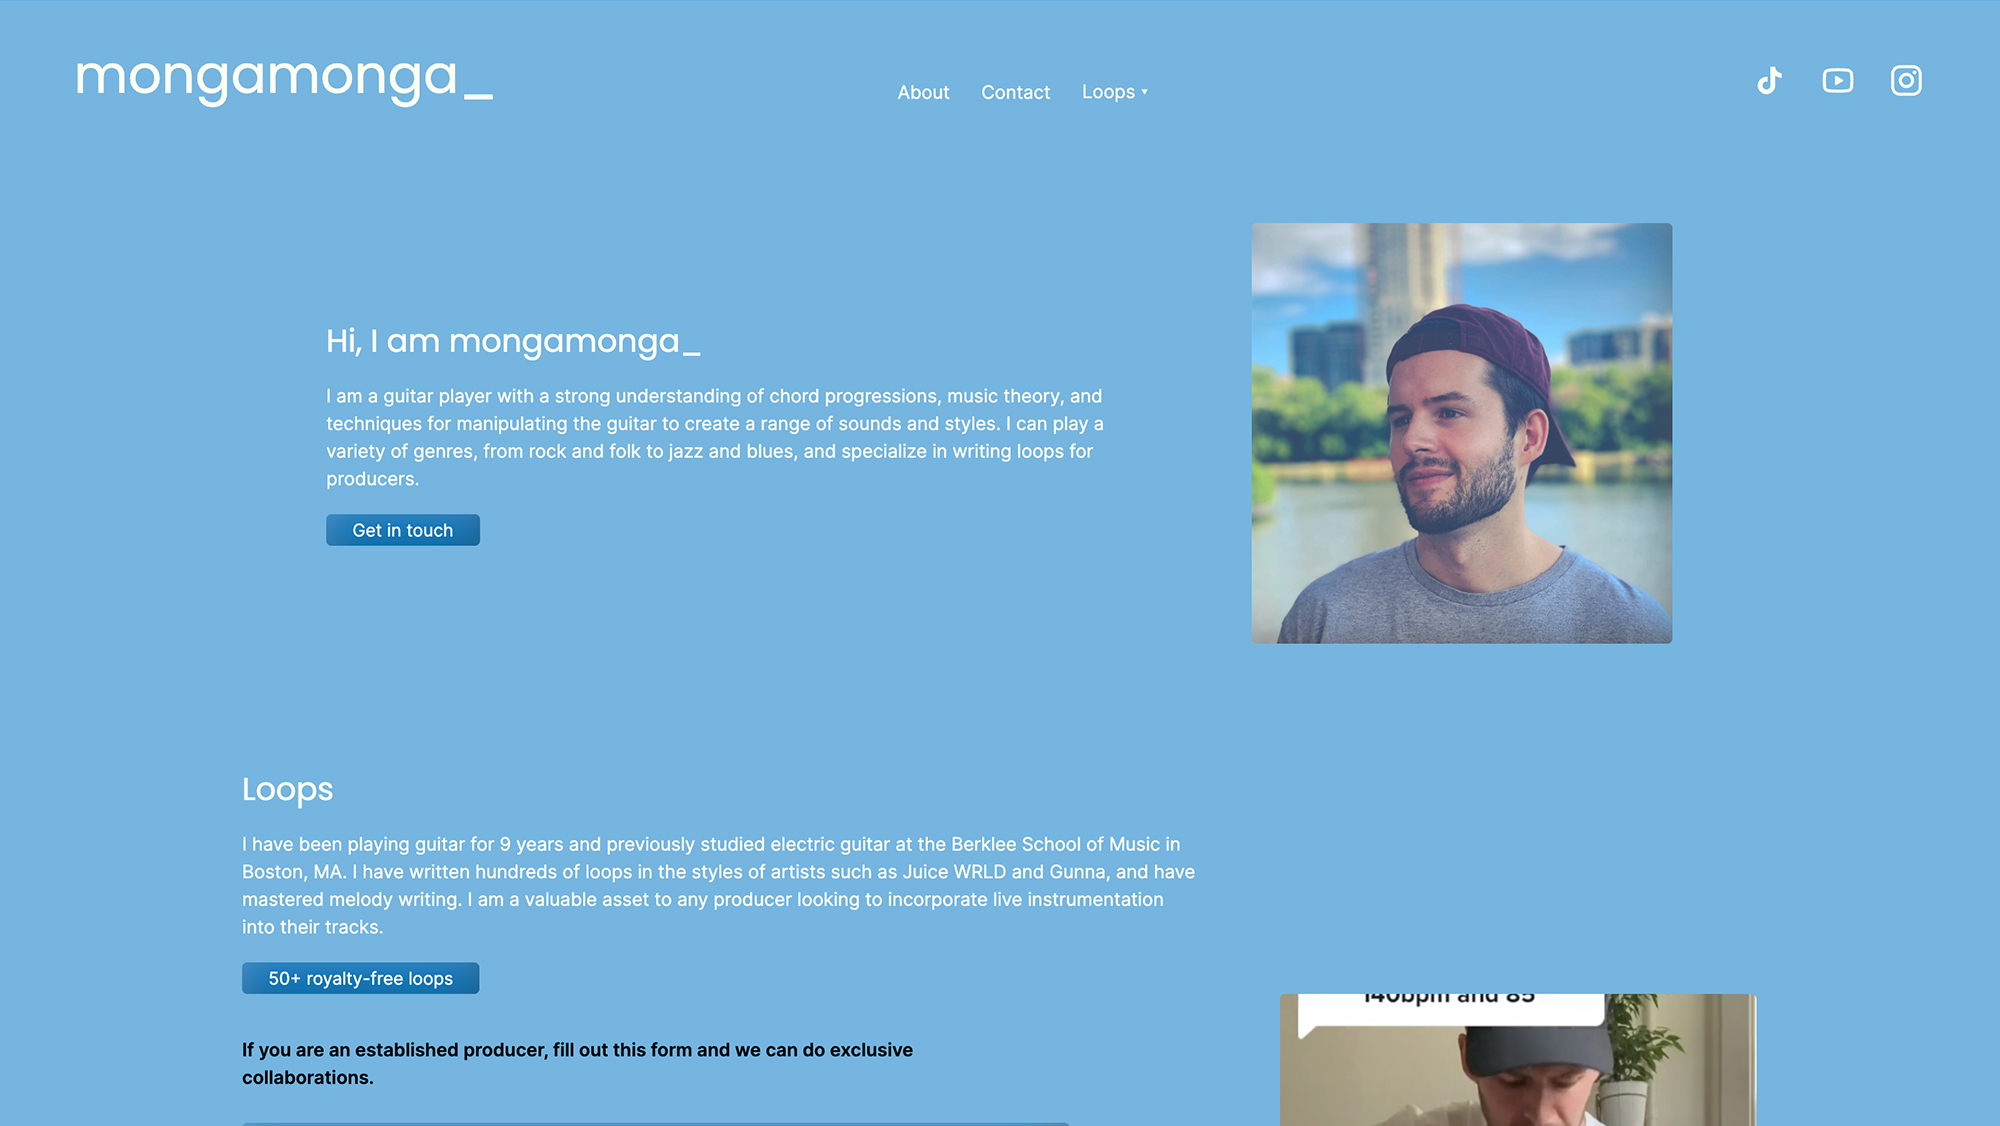 mongamonga_
About Contact Loops ▾
Hi, I am mongamonga_
I am a guitar player with a strong understanding of chord progressions, music theory, and
techniques for manipulating the guitar to create a range of sounds and styles. I can play a
variety of genres, from rock and folk to jazz and blues, and specialize in writing loops for
producers.
Get in touch
Loops
I have been playing guitar for 9 years and previously studied electric guitar at the Berklee School of Music in
Boston, MA. I have written hundreds of loops in the styles of artists such as Juice WRLD and Gunna, and have
mastered melody writing. I am a valuable asset to any producer looking to incorporate live instrumentation
into their tracks.
50+ royalty-free loops
If you are an established producer, fill out this form and we can do exclusive
collaborations.
140bpm and 85